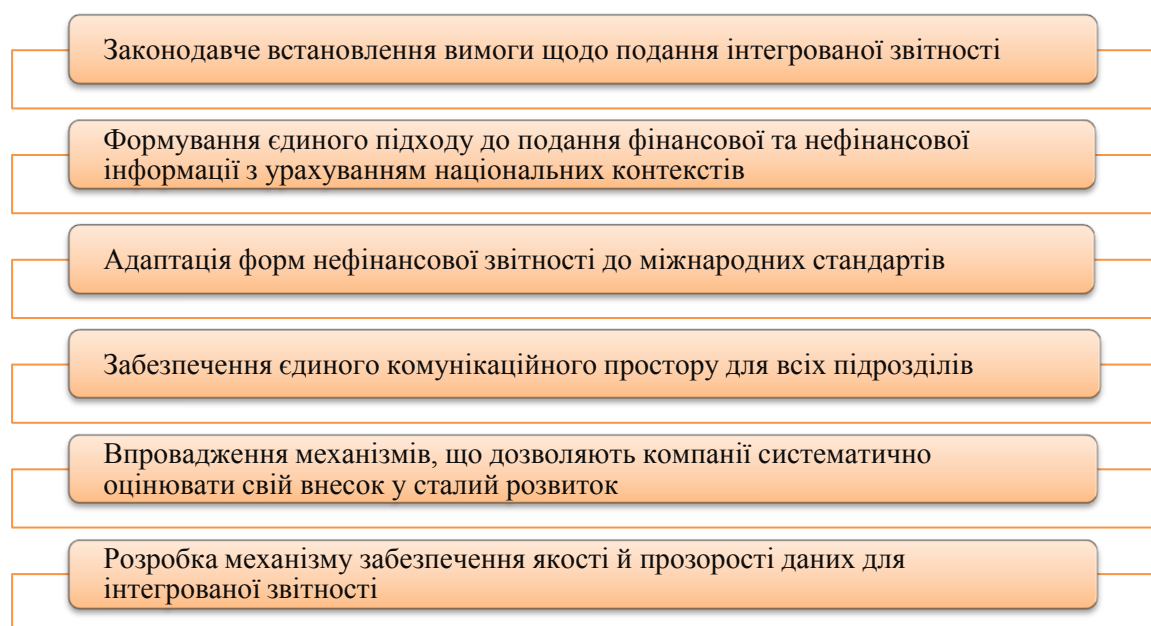 Законодавче встановлення вимоги щодо подання інтегрованої звітності
Формування єдиного підходу до подання фінансової та нефінансової
інформації з урахуванням національних контекстів
Адаптація форм нефінансової звітності до міжнародних стандартів
Забезпечення єдиного комунікаційного простору для всіх підрозділів
Впровадження механізмів, що дозволяють компанії систематично
оцінювати свій внесок у сталий розвиток
Розробка механізму забезпечення якості й прозорості даних для
інтегрованої звітності